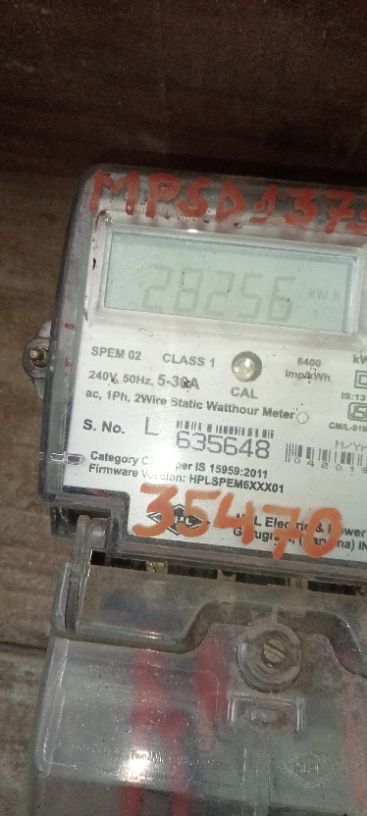 MPSD137
28256 kWh
SPEM 02 CLASS 1 6400 imp/kWh
240V, 50Hz, 5-30A CAL
ac, 1Ph, 2Wire Static Watthour Meter
S. No. L 635648
Category per IS 15959:2011
Firmware Version: HPLSPEM6XXX01
35470
Electric & Power